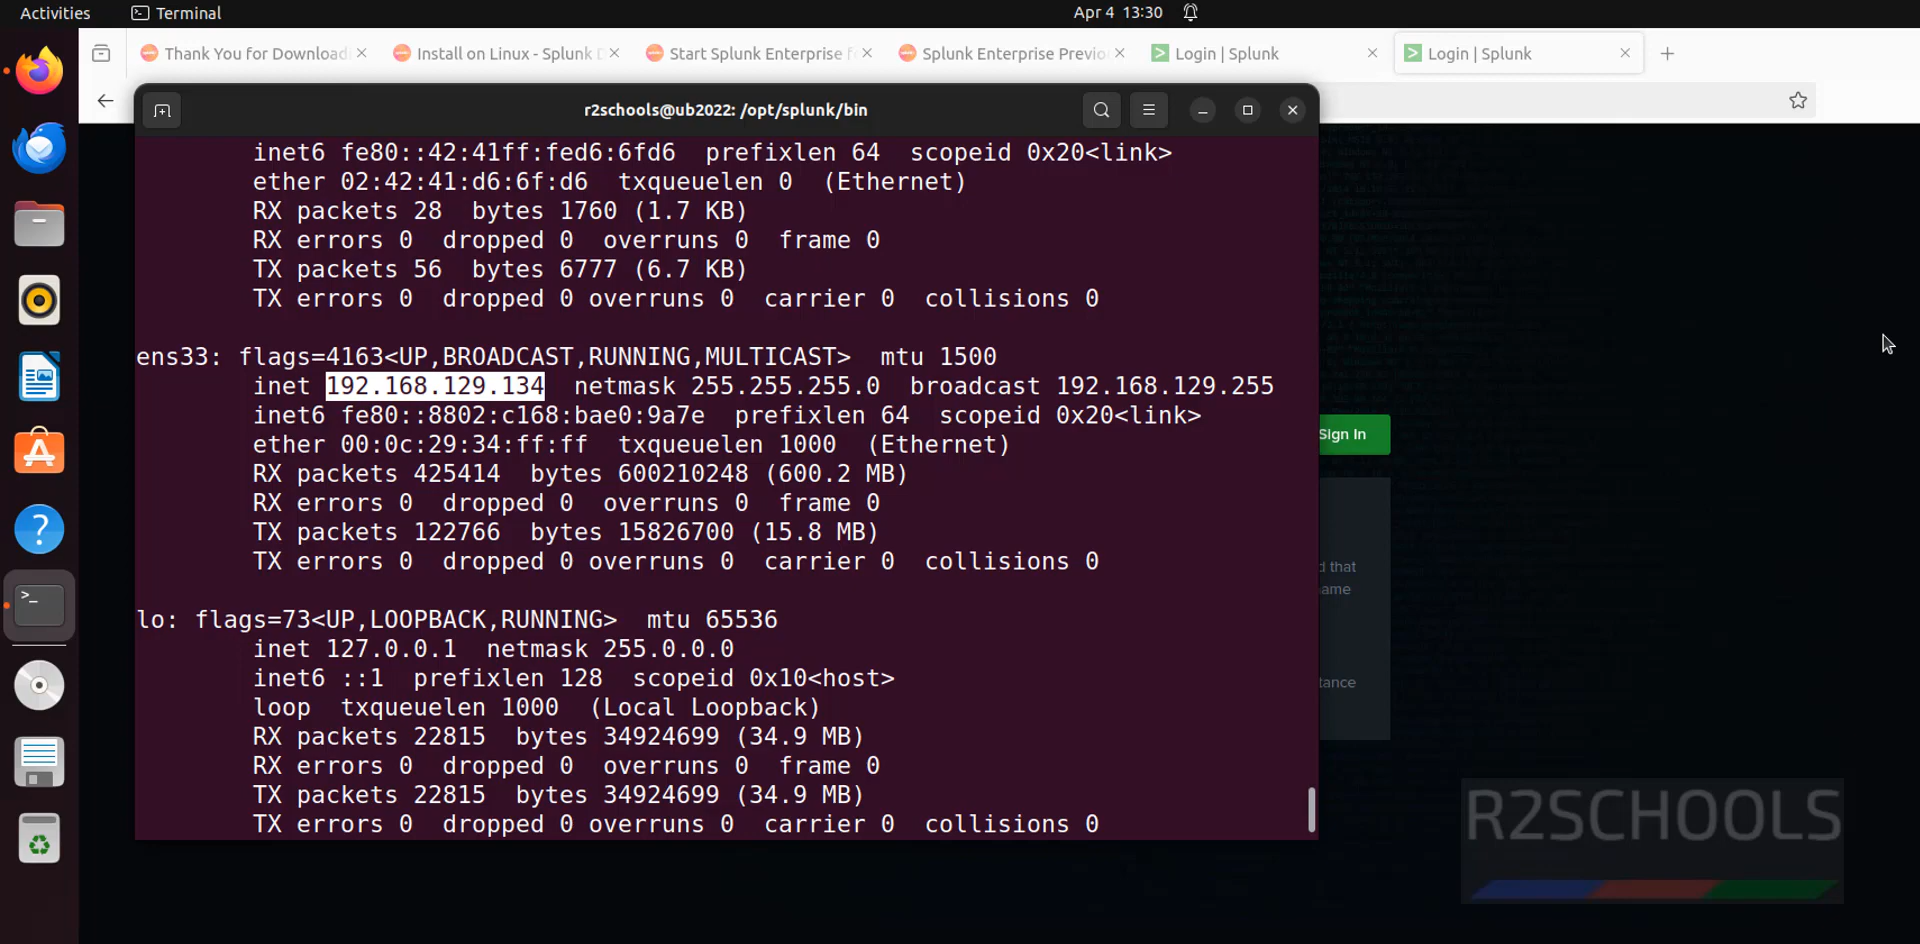 Activities
Terminal
Apr 4 13:30
Thank You for Download
Install on Linux - Splunk D
Start Splunk Enterprise f
Splunk Enterprise Previo
Login | Splunk
Login | Splunk
r2schools@ub2022: /opt/splunk/bin
inet6 fe80::42:41ff:fed6:6fd6 prefixlen 64 scopeid 0x20<link>
ether 02:42:41:d6:6f:d6 txqueuelen 0 (Ethernet)
RX packets 28 bytes 1760 (1.7 KB)
RX errors 0 dropped 0 overruns 0 frame 0
TX packets 56 bytes 6777 (6.7 KB)
TX errors 0 dropped 0 overruns 0 carrier 0 collisions 0
ens33: flags=4163<UP,BROADCAST,RUNNING,MULTICAST> mtu 1500
inet 192.168.129.134 netmask 255.255.255.0 broadcast 192.168.129.255
inet6 fe80::8802:c168:bae0:9a7e prefixlen 64 scopeid 0x20<link>
ether 00:0c:29:34:ff:ff txqueuelen 1000 (Ethernet)
RX packets 425414 bytes 600210248 (600.2 MB)
RX errors 0 dropped 0 overruns 0 frame 0
TX packets 122766 bytes 15826700 (15.8 MB)
TX errors 0 dropped 0 overruns 0 carrier 0 collisions 0
lo: flags=73<UP,LOOPBACK,RUNNING> mtu 65536
inet 127.0.0.1 netmask 255.0.0.0
inet6 ::1 prefixlen 128 scopeid 0x10<host>
loop txqueuelen 1000 (Local Loopback)
RX packets 22815 bytes 34924699 (34.9 MB)
RX errors 0 dropped 0 overruns 0 frame 0
TX packets 22815 bytes 34924699 (34.9 MB)
TX errors 0 dropped 0 overruns 0 carrier 0 collisions 0
Sign In
d that
name
tance
R2SCHOOLS